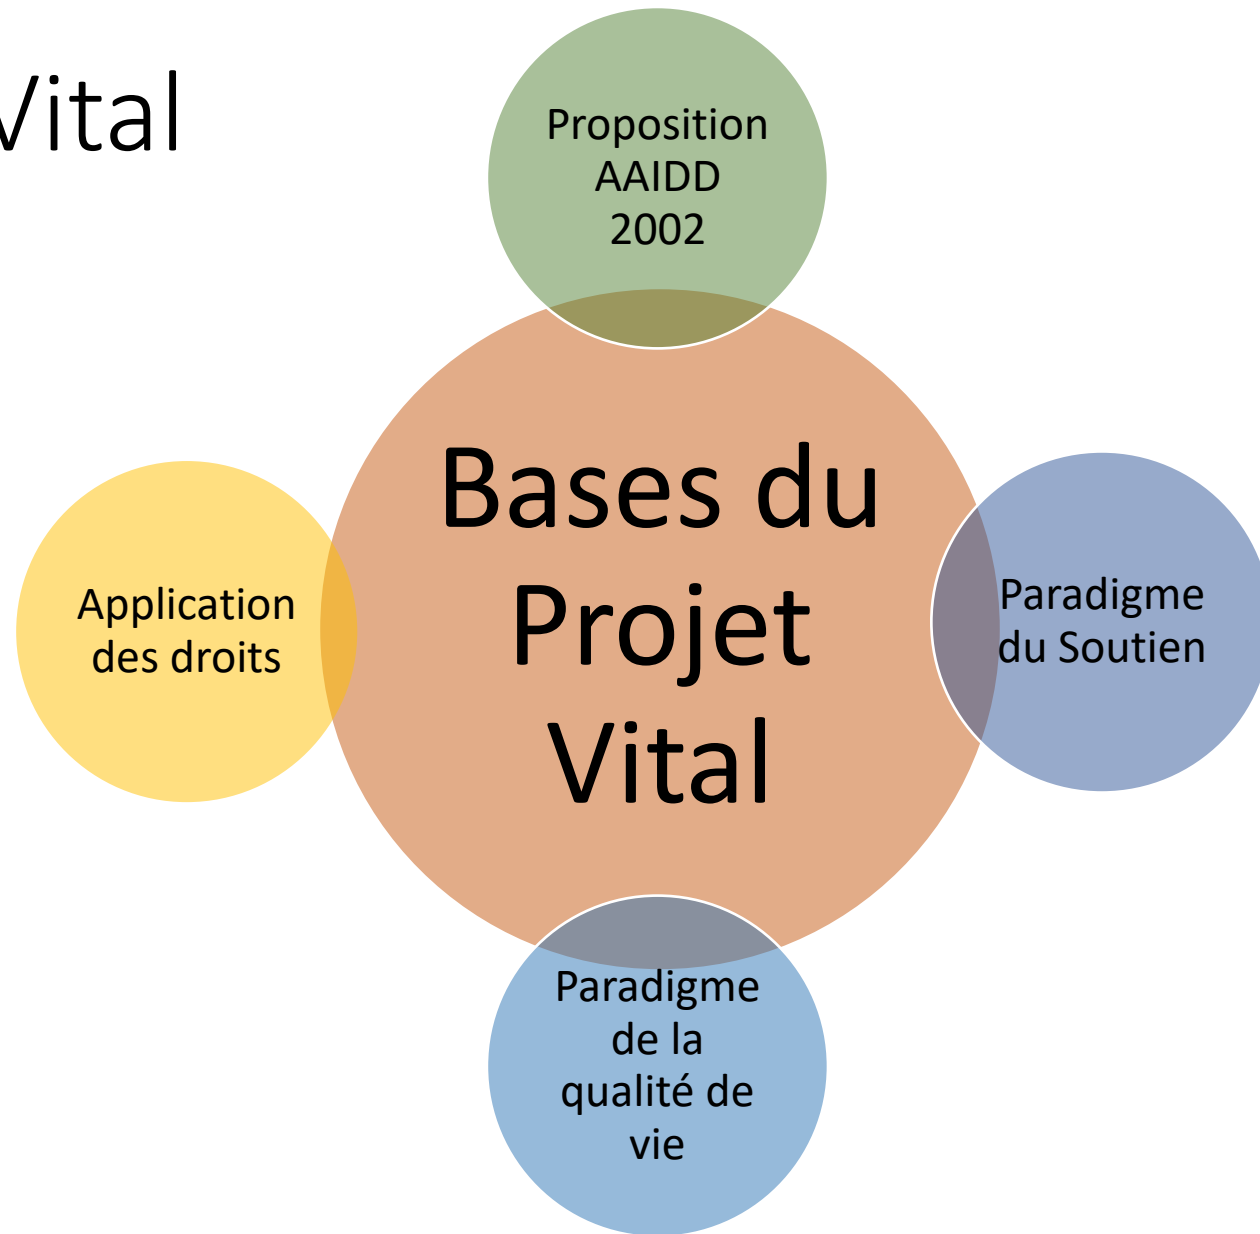 Vital
Proposition
AAIDD
2002
Bases du
Projet
Vital
Application
des droits
Paradigme
du Soutien
Paradigme
de la
qualité de
vie